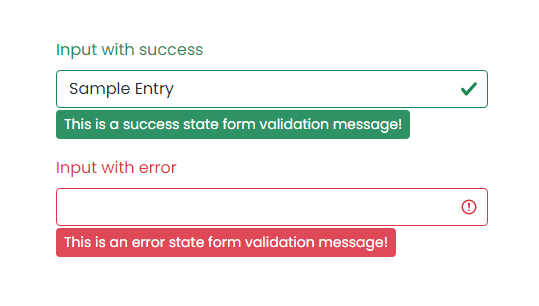 Input with success
Sample Entry
This is a success state form validation message!
Input with error
This is an error state form validation message!